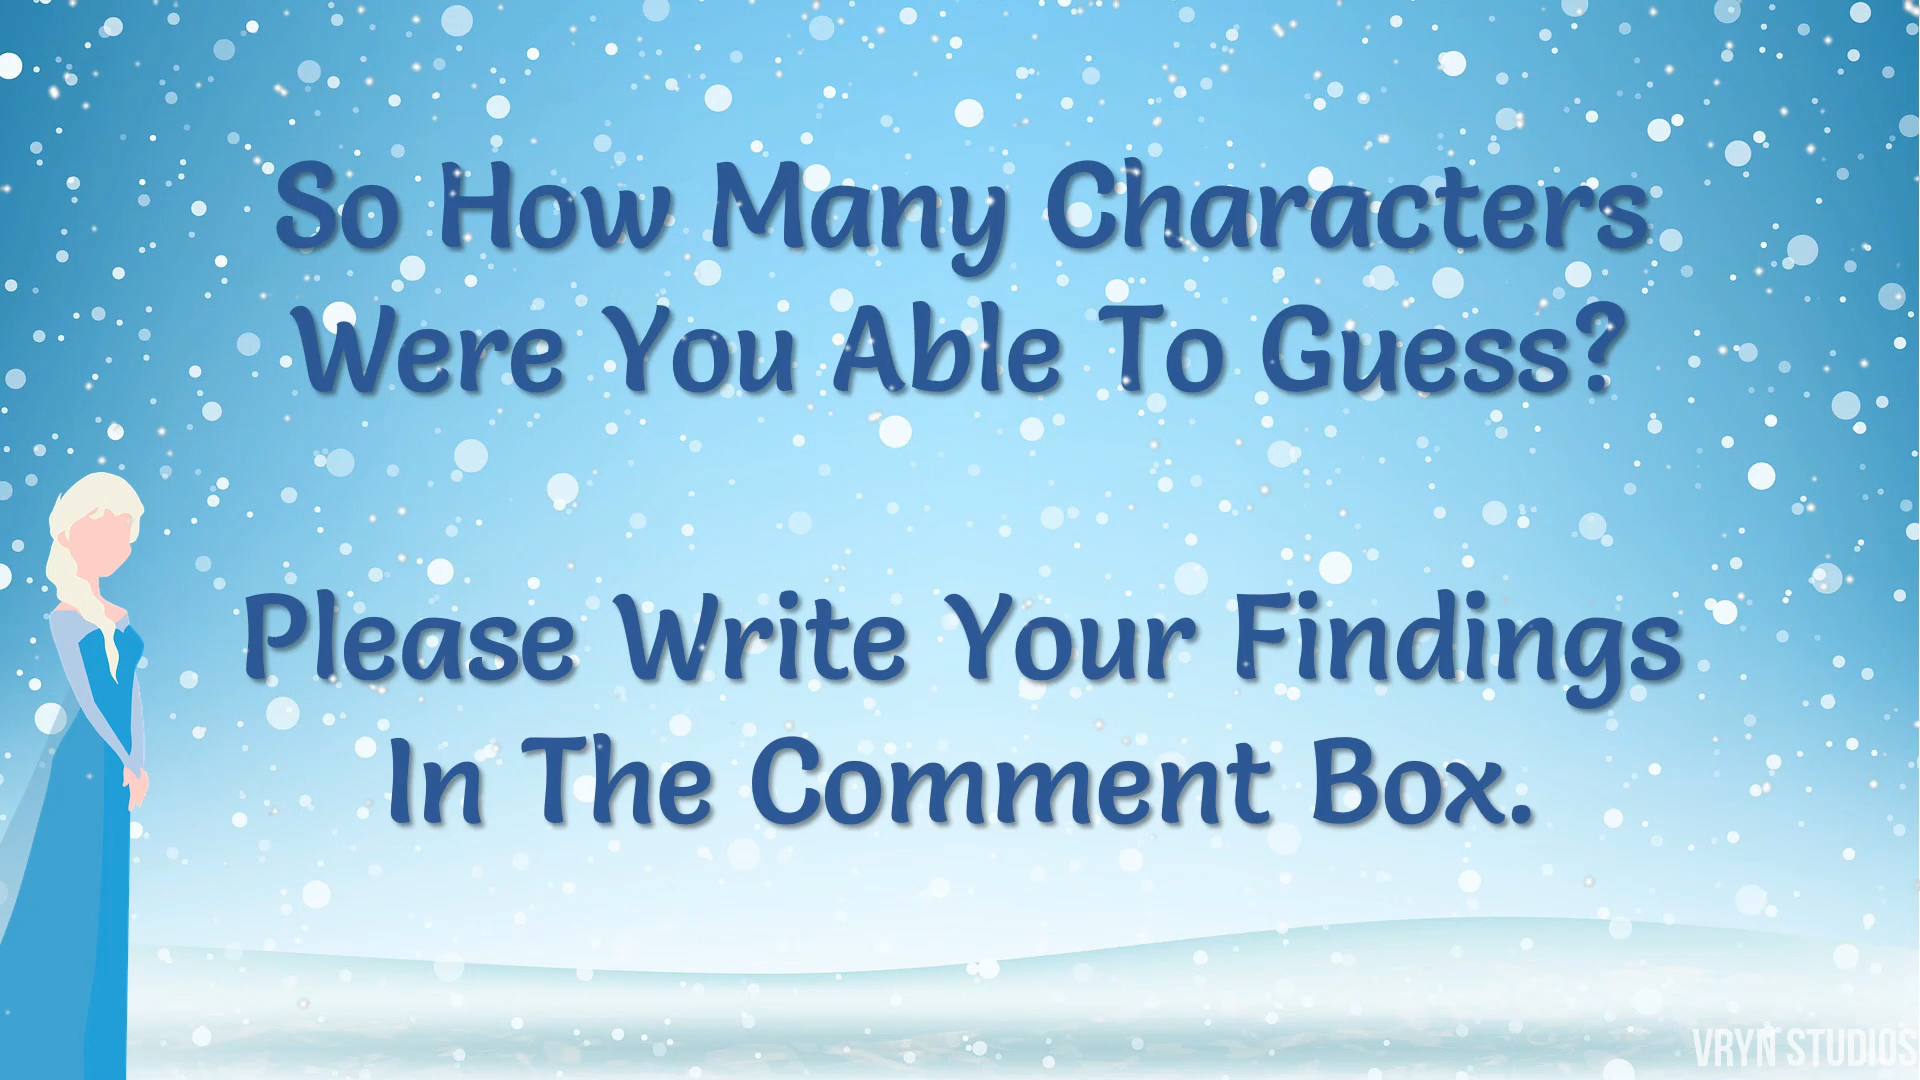 So How Many Characters
Were You Able To Guess?
Please Write Your Findings
In The Comment Box.
VRYN STUDIOS